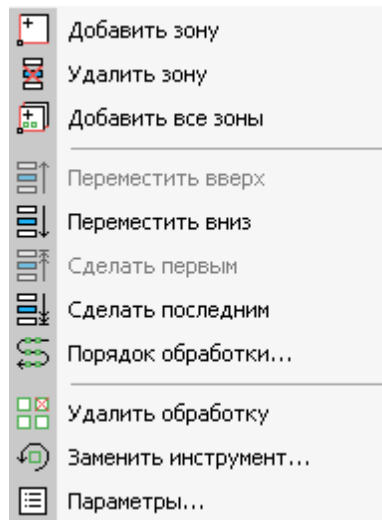 Добавить зону
Удалить зону
Добавить все зоны
Переместить вверх
Переместить вниз
Сделать первым
Сделать последним
Порядок обработки...
Удалить обработку
Заменить инструмент...
Параметры...